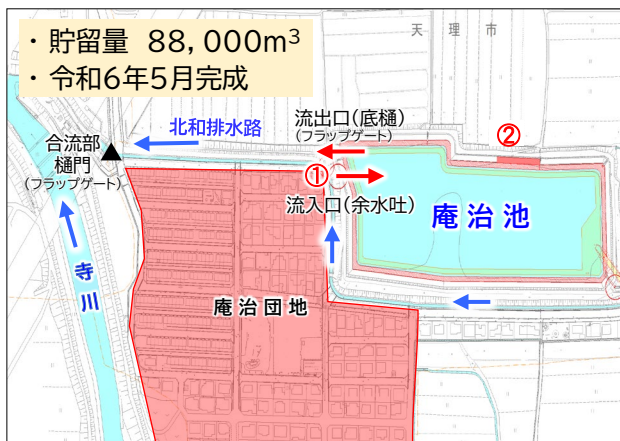 ・貯留量 88,000m³
・令和6年5月完成
天理市
北和排水路
流出口(底樋)
(フラップゲート)
②
合流部
樋門
(フラップゲート)
①
流入口(余水吐)
庵治池
寺川
庵治団地